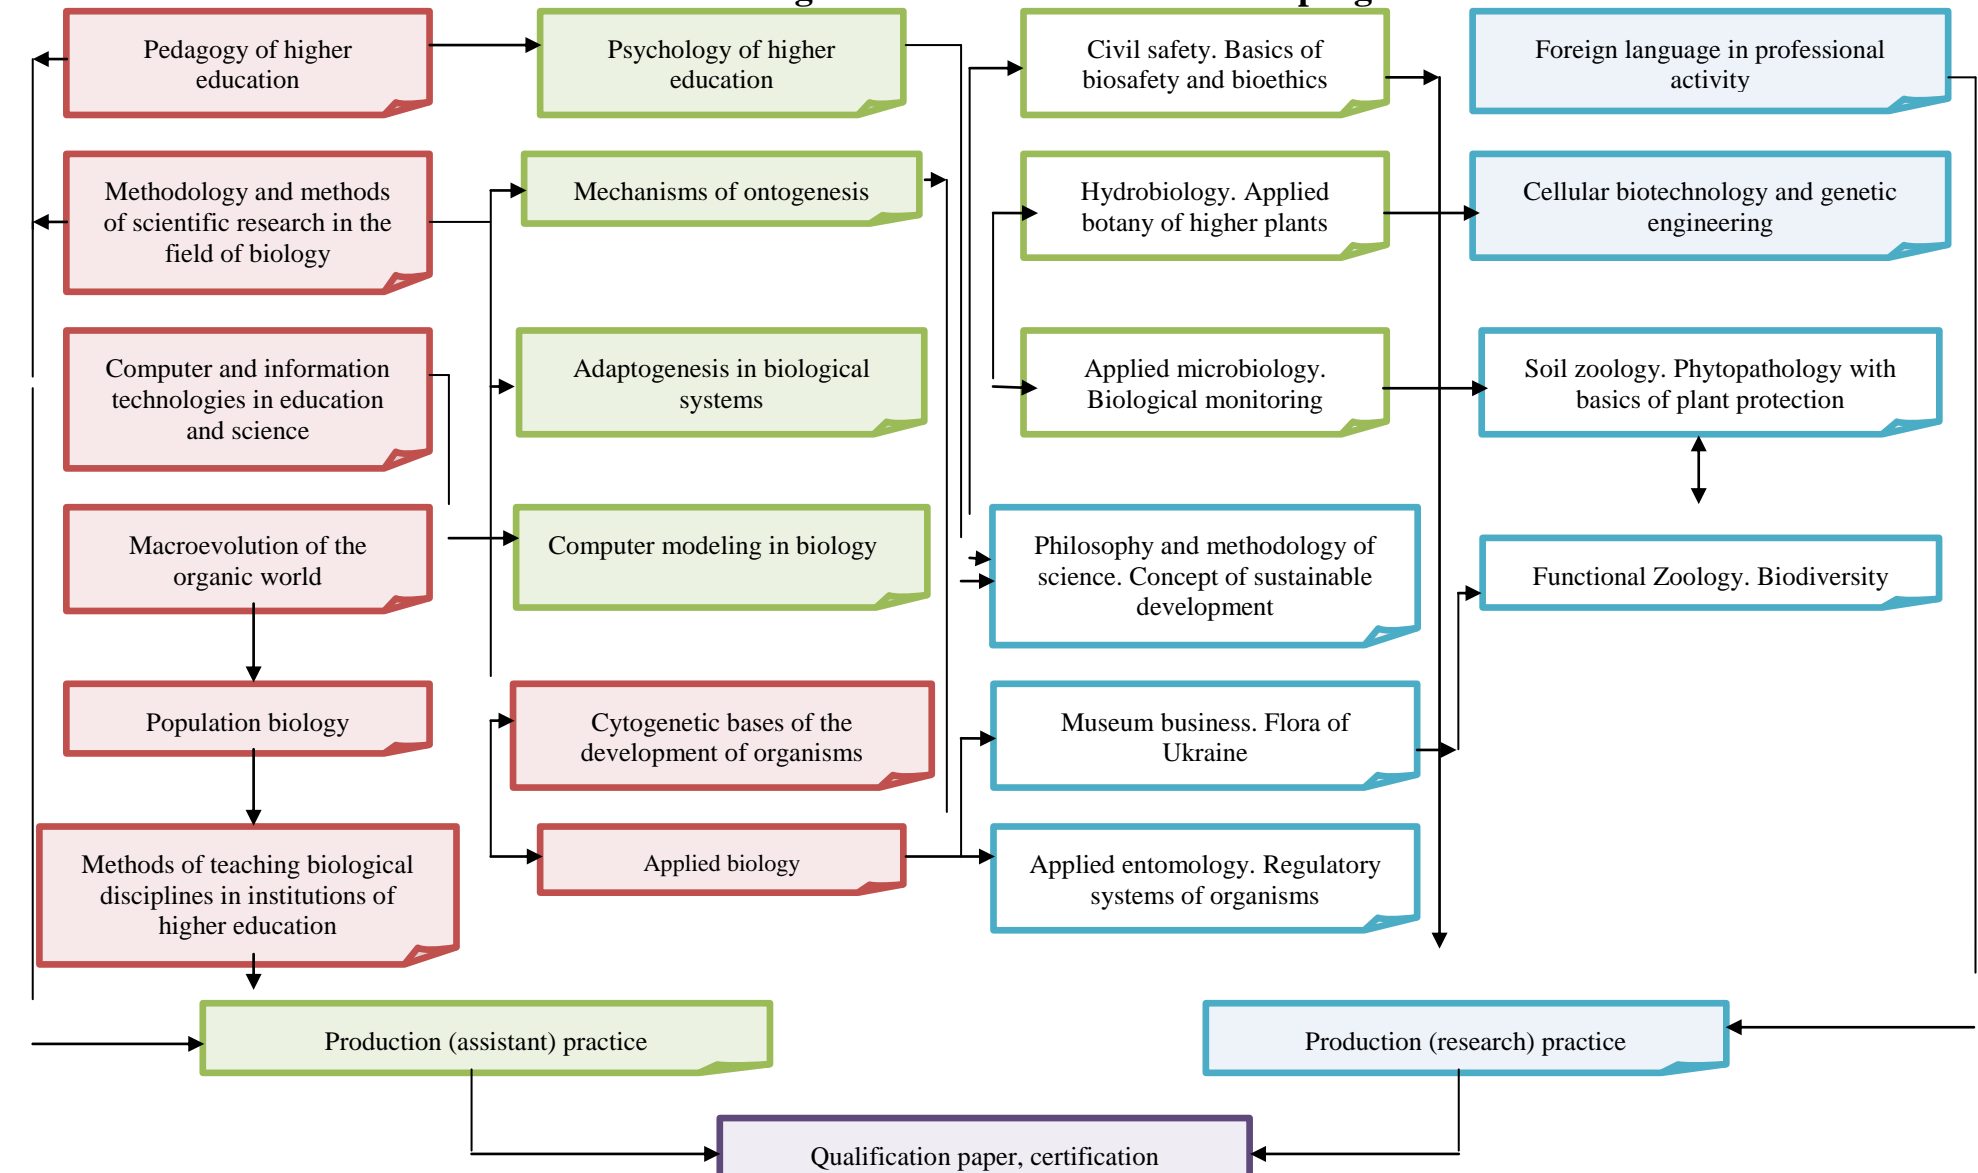 Pedagogy of higher
education
Psychology of higher
education
Civil safety. Basics of
biosafety and bioethics
Foreign language in professional
activity
Methodology and methods
of scientific research in the
field of biology
Mechanisms of ontogenesis
Hydrobiology. Applied
botany of higher plants
Cellular biotechnology and genetic
engineering
Computer and information
technologies in education
and science
Adaptogenesis in biological
systems
Applied microbiology.
Biological monitoring
Soil zoology. Phytopathology with
basics of plant protection
Macroevolution of the
organic world
Computer modeling in biology
Philosophy and methodology of
science. Concept of sustainable
development
Functional Zoology. Biodiversity
Population biology
Cytogenetic bases of the
development of organisms
Museum business. Flora of
Ukraine
Methods of teaching biological
disciplines in institutions of
higher education
Applied biology
Applied entomology. Regulatory
systems of organisms
Production (assistant) practice
Production (research) practice
Qualification paper, certification